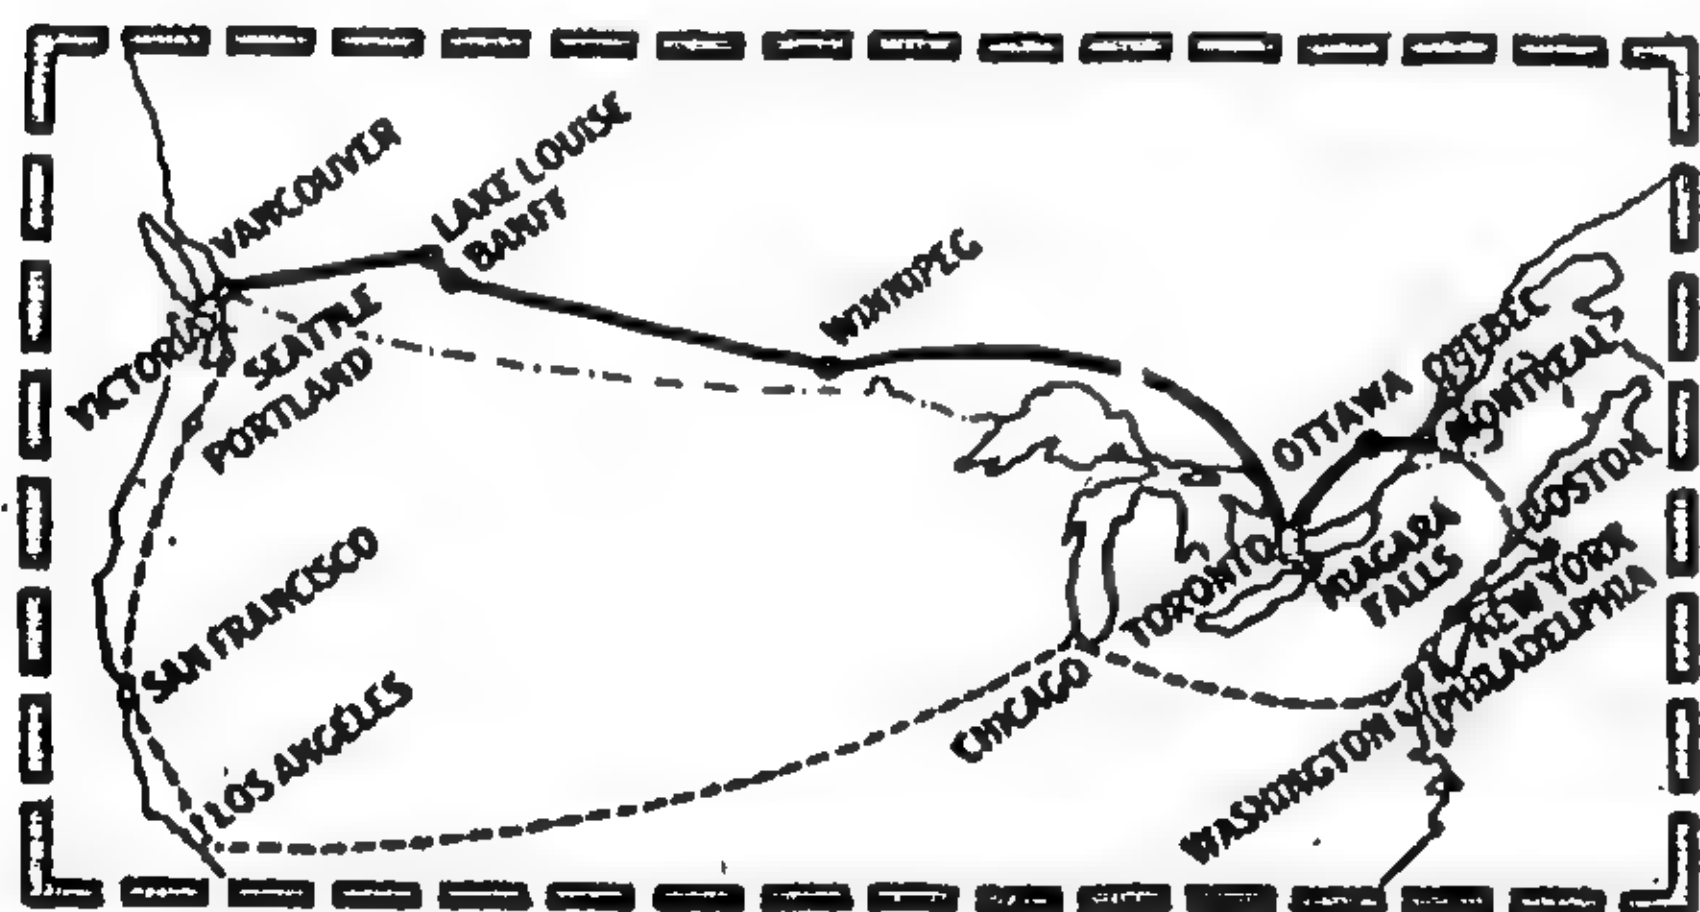 VANCOUVER
LAKE LOUISE
BANFF
WINNIPEG
VICTORIA
SEATTLE
PORTLAND
SAN FRANCISCO
LOS ANGELES
CHICAGO
TORONTO
OTTAWA
QUEBEC
MONTREAL
NIAGARA
FALLS
BOSTON
NEW YORK
PHILADELPHIA
WASHINGTON